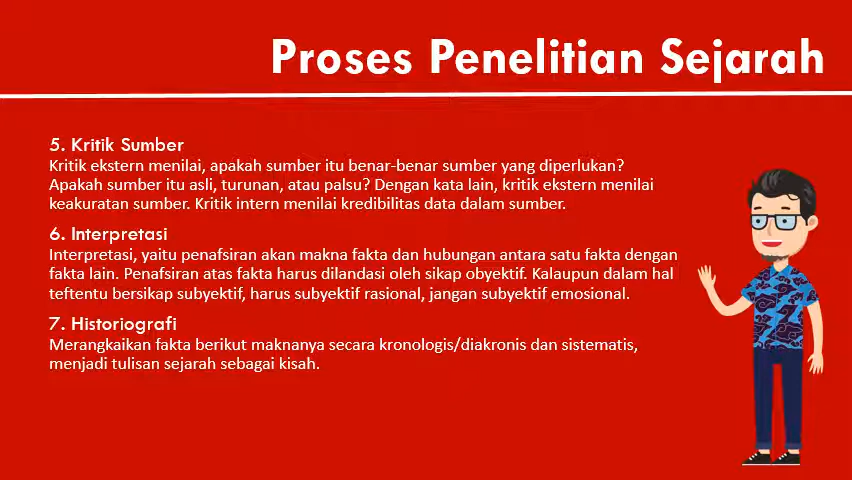 Proses Penelitian Sejarah
5. Kritik Sumber
Kritik ekstern menilai, apakah sumber itu benar-benar sumber yang diperlukan?
Apakah sumber itu asli, turunan, atau palsu? Dengan kata lain, kritik ekstern menilai
keakuratan sumber. Kritik intern menilai kredibilitas data dalam sumber.
6. Interpretasi
Interpretasi, yaitu penafsiran akan makna fakta dan hubungan antara satu fakta dengan
fakta lain. Penafsiran atas fakta harus dilandasi oleh sikap obyektif. Kalaupun dalam hal
teftentu bersikap subyektif, harus subyektif rasional, jangan subyektif emosional.
7. Historiografi
Merangkaikan fakta berikut maknanya secara kronologis/diakronis dan sistematis,
menjadi tulisan sejarah sebagai kisah.